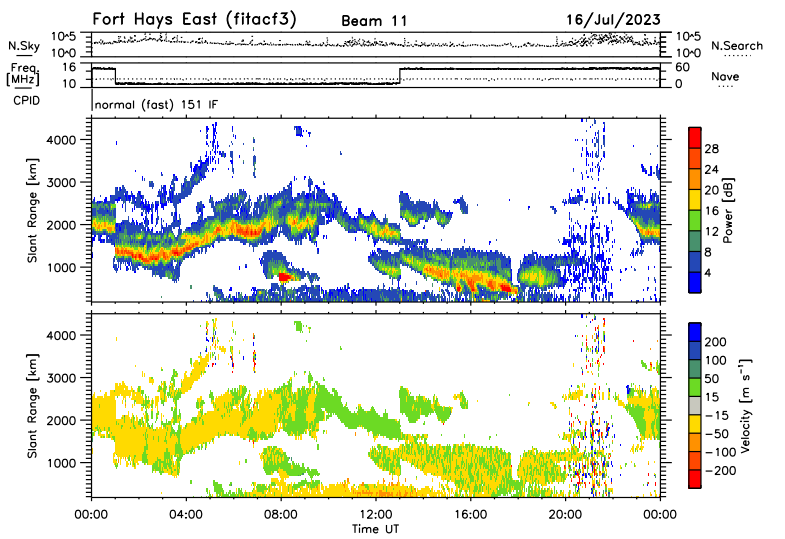 Fort Hays East (fitacf3) Beam 11 16/Jul/2023
N.Sky 10^5 10^0 10^5 10^0 N.Search
Freq. [MHz] 16 10 60 0 Nave
CPID normal (fast) 151 IF
Slant Range [km] 4000 3000 2000 1000
Power [dB] 28 24 20 16 12 8 4
Slant Range [km] 4000 3000 2000 1000
Velocity [m s⁻¹] 200 100 50 15 −15 −50 −100 −200
00:00 04:00 08:00 12:00 16:00 20:00 00:00
Time UT